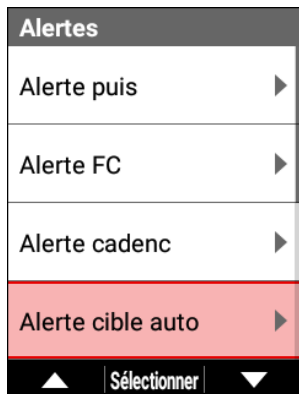 Alertes
Alerte puis
Alerte FC
Alerte cadenc
Alerte cible auto
Sélectionner